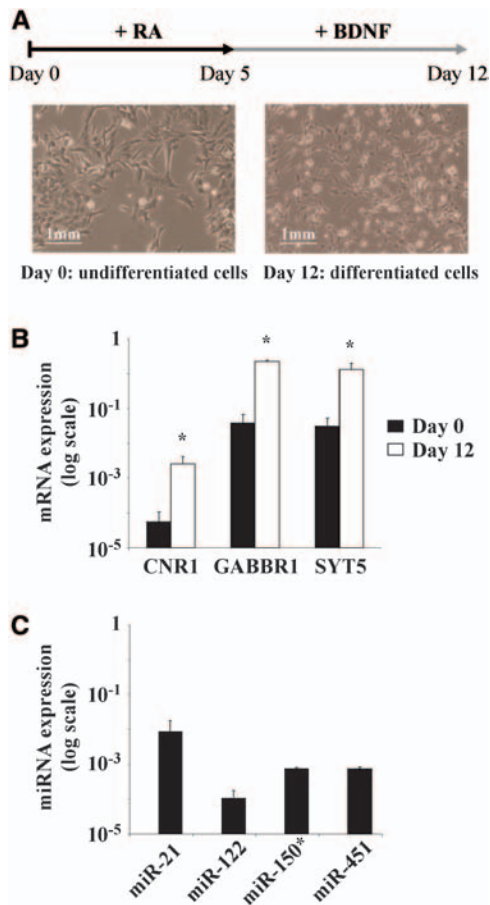 A
+ RA + BDNF
Day 0 Day 5 Day 12
1mm 1mm
Day 0: undifferentiated cells Day 12: differentiated cells
B
mRNA expression
(log scale)
1
10-1
10-3
10-5
* * *
Day 0
Day 12
CNR1 GABBR1 SYT5
C
miRNA expression
(log scale)
1
10-1
10-3
10-5
miR-21 miR-122 miR-150* miR-451